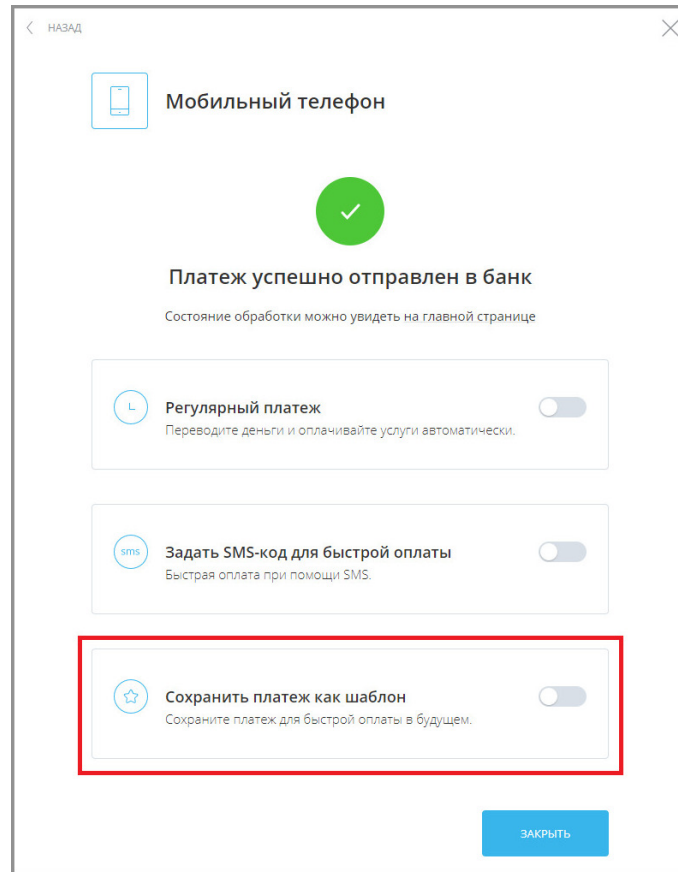 НАЗАД
Мобильный телефон
Платеж успешно отправлен в банк
Состояние обработки можно увидеть на главной странице
Регулярный платеж
Переводите деньги и оплачивайте услуги автоматически.
sms
Задать SMS-код для быстрой оплаты
Быстрая оплата при помощи SMS.
Сохранить платеж как шаблон
Сохраните платеж для быстрой оплаты в будущем.
ЗАКРЫТЬ